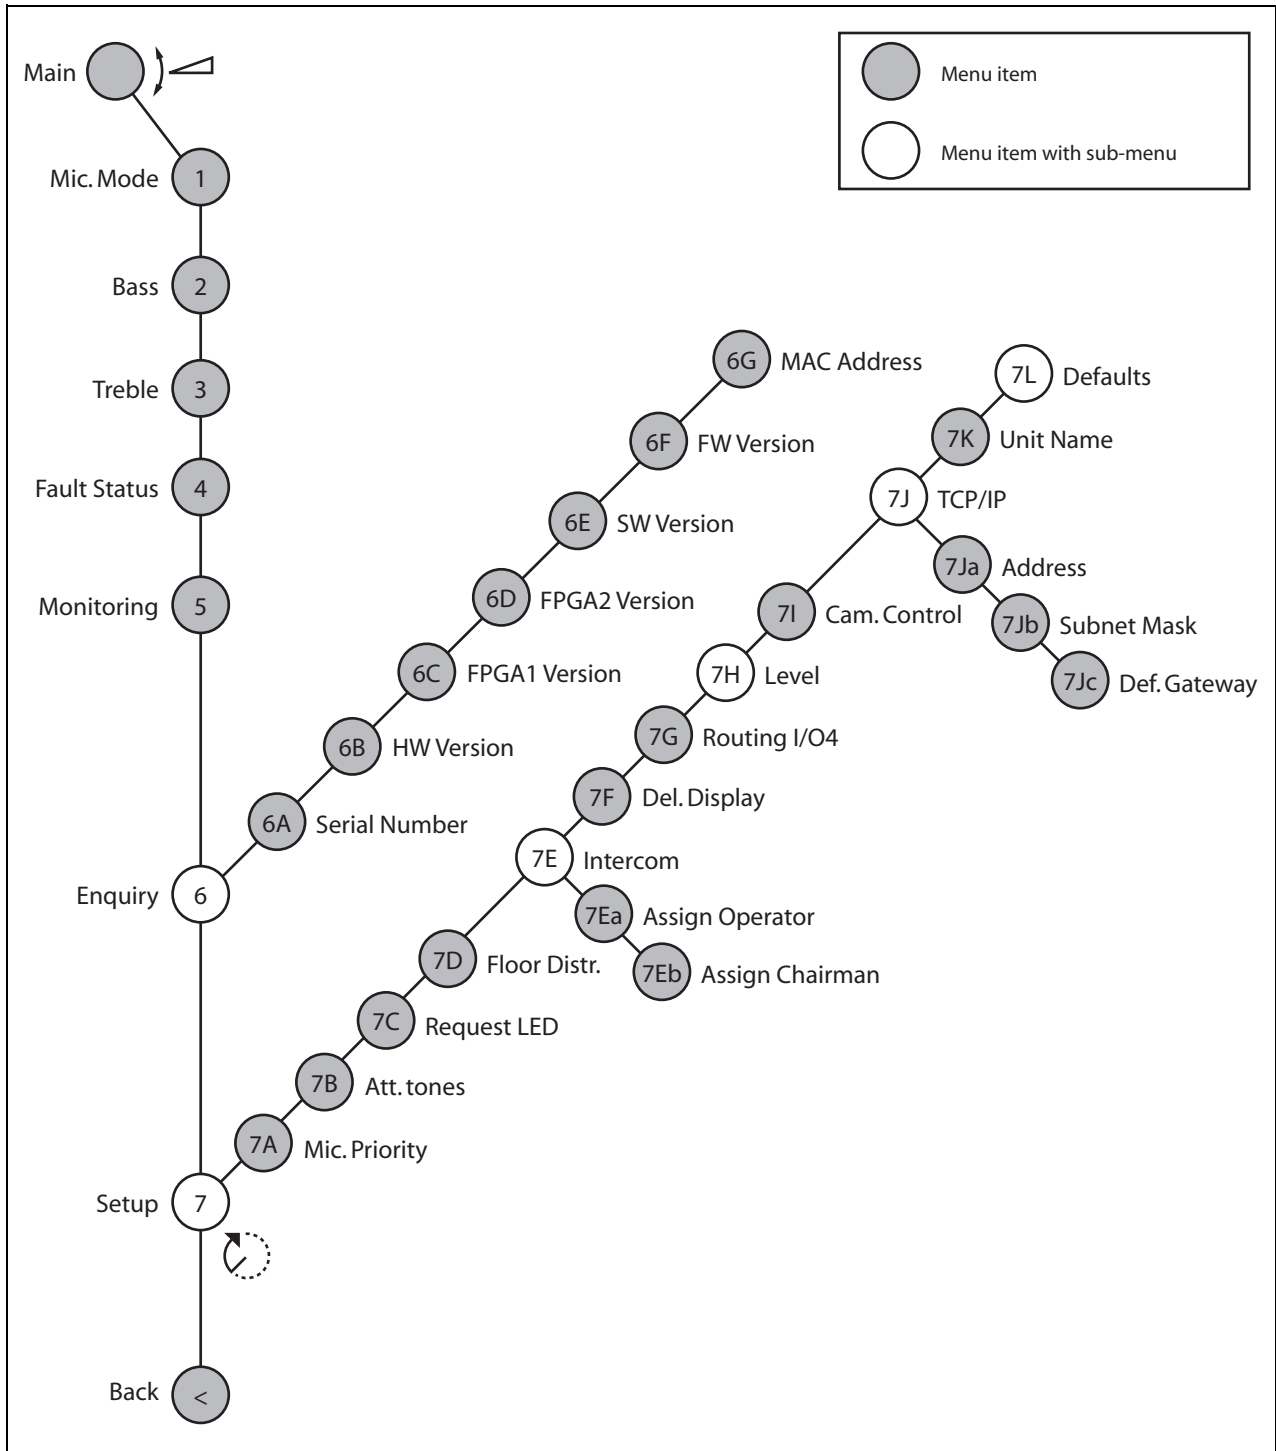 Main
Menu item
Menu item with sub-menu
Mic. Mode 1
Bass 2
Treble 3
Fault Status 4
Monitoring 5
Enquiry 6
6A Serial Number
6B HW Version
6C FPGA1 Version
6D FPGA2 Version
6E SW Version
6F FW Version
6G MAC Address
Setup 7
7A Mic. Priority
7B Att. tones
7C Request LED
7D Floor Distr.
7E Intercom
7Ea Assign Operator
7Eb Assign Chairman
7F Del. Display
7G Routing I/O4
7H Level
7I Cam. Control
7J TCP/IP
7Ja Address
7Jb Subnet Mask
7Jc Def. Gateway
7K Unit Name
7L Defaults
Back <